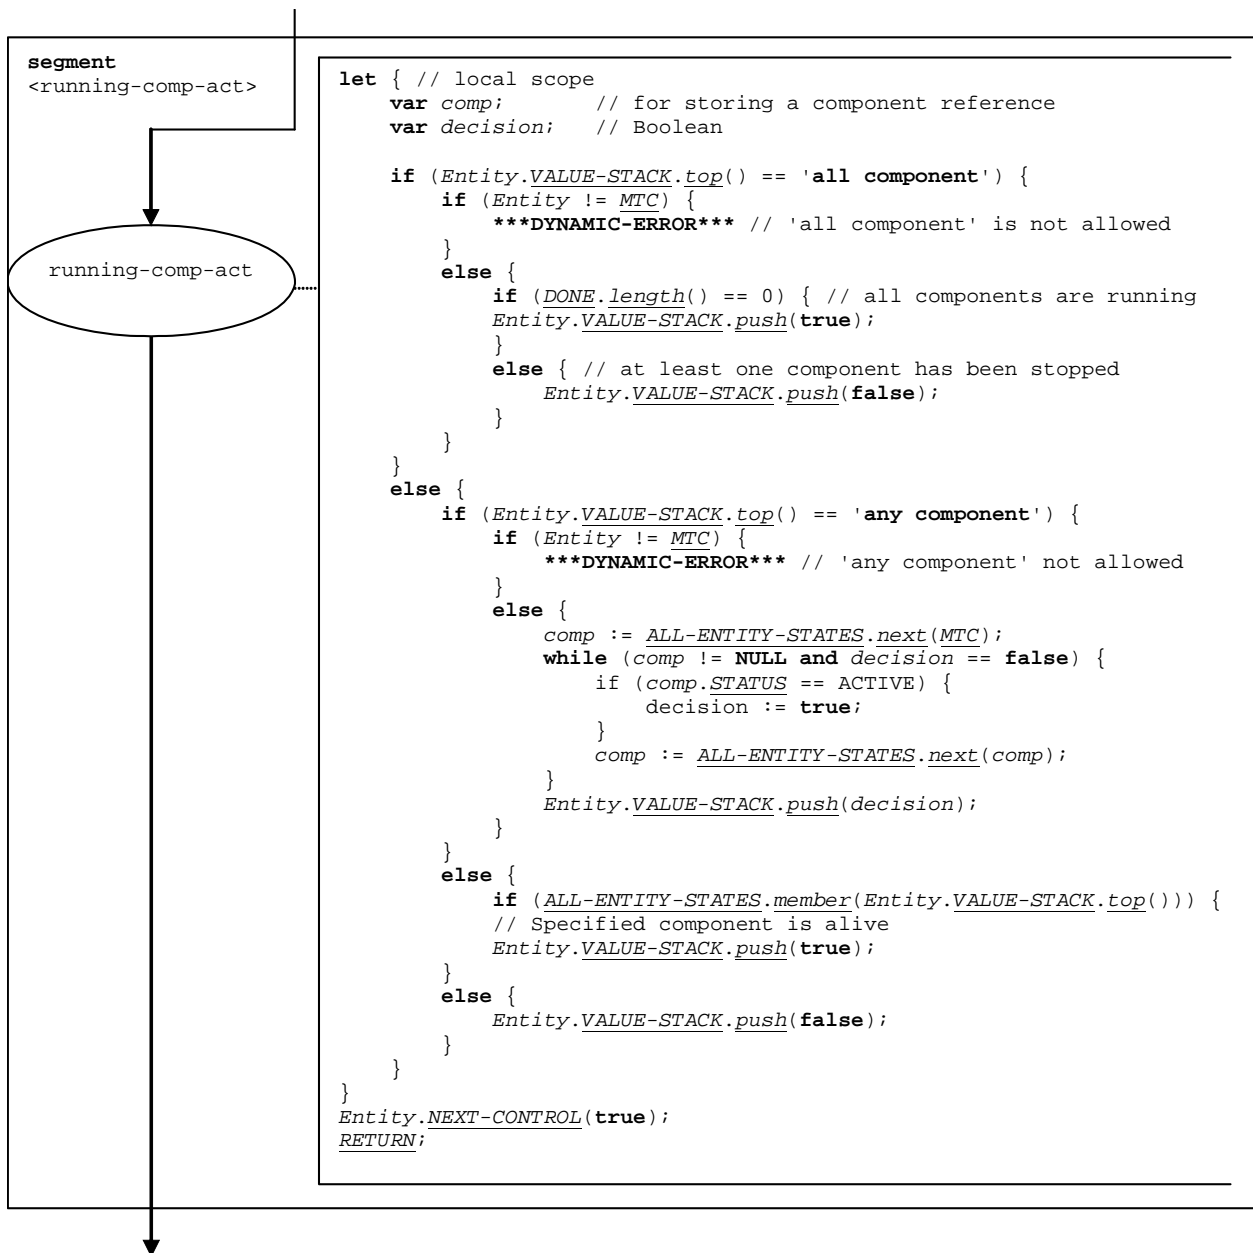 segment
<running-comp-act>
running-comp-act
let { // local scope
var comp; // for storing a component reference
var decision; // Boolean
if (Entity.VALUE-STACK.top() == 'all component') {
if (Entity != MTC) {
***DYNAMIC-ERROR*** // 'all component' is not allowed
}
else {
if (DONE.length() == 0) { // all components are running
Entity.VALUE-STACK.push(true);
}
else { // at least one component has been stopped
Entity.VALUE-STACK.push(false);
}
}
}
else {
if (Entity.VALUE-STACK.top() == 'any component') {
if (Entity != MTC) {
***DYNAMIC-ERROR*** // 'any component' not allowed
}
else {
comp := ALL-ENTITY-STATES.next(MTC);
while (comp != NULL and decision == false) {
if (comp.STATUS == ACTIVE) {
decision := true;
}
comp := ALL-ENTITY-STATES.next(comp);
}
Entity.VALUE-STACK.push(decision);
}
}
else {
if (ALL-ENTITY-STATES.member(Entity.VALUE-STACK.top())) {
// Specified component is alive
Entity.VALUE-STACK.push(true);
}
else {
Entity.VALUE-STACK.push(false);
}
}
}
Entity.NEXT-CONTROL(true);
RETURN;